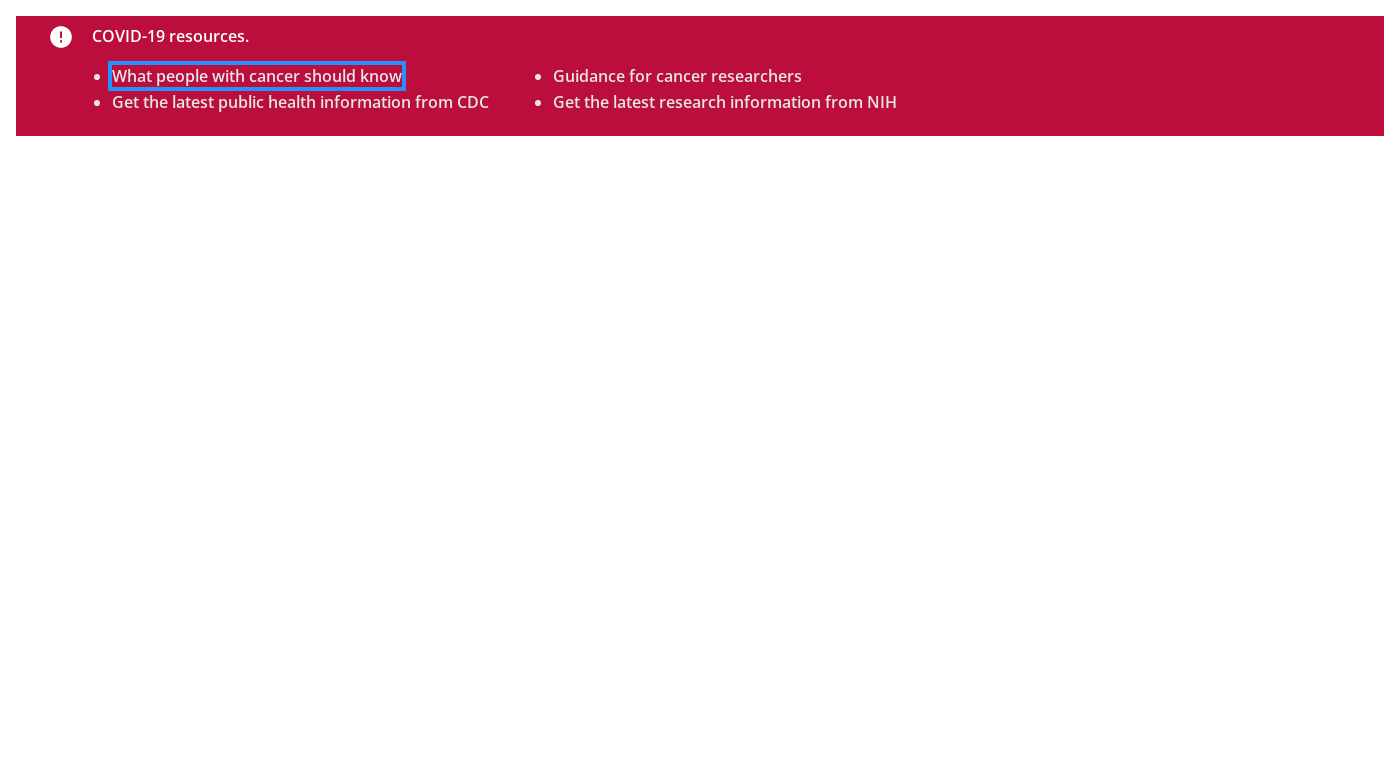 COVID-19 resources.
What people with cancer should know
Get the latest public health information from CDC
Guidance for cancer researchers
Get the latest research information from NIH